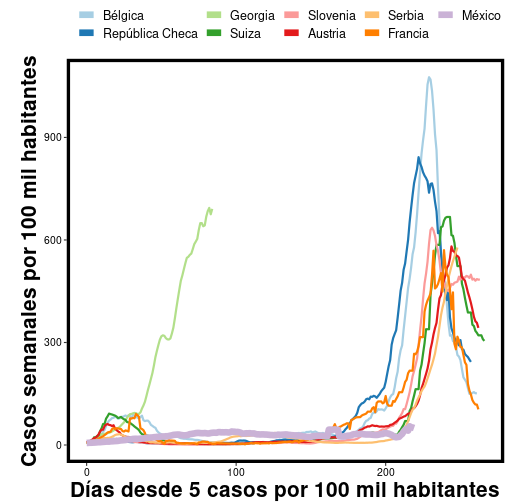 Bélgica Georgia Slovenia Serbia México
República Checa Suiza Austria Francia
Casos semanales por 100 mil habitantes
900
600
300
0
0 100 200
Días desde 5 casos por 100 mil habitantes